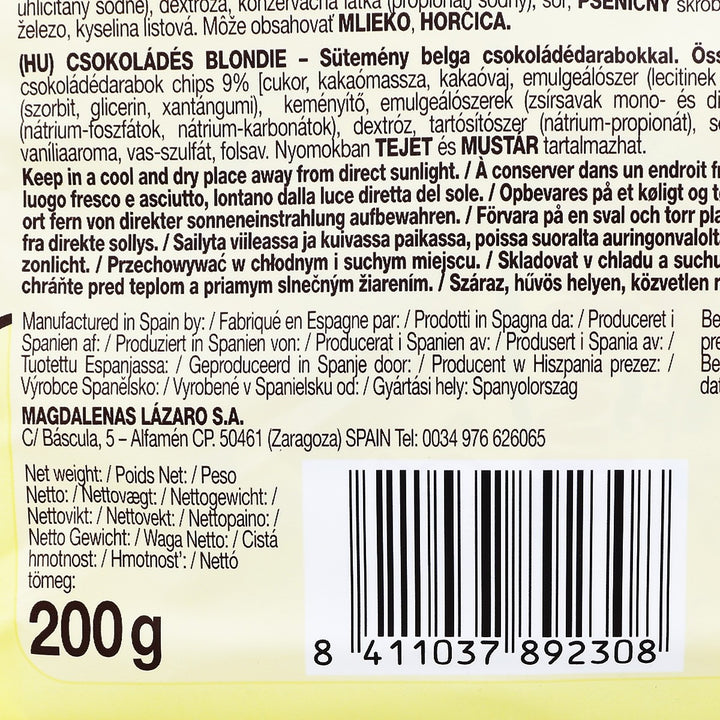 uhličitany sodné), dextróza, konzervačná látka (propionan sodný), soľ, PŠENIČNÝ škrob
železo, kyselina listová. Môže obsahovať MLIEKO, HORČICA.
(HU) CSOKOLÁDÉS BLONDIE – Sütemény belga csokoládédarabokkal. Öss
csokoládédarab chips 9% [cukor, kakaómassza, kakaóvaj, emulgeálószer (lecitinek
(szorbit, glicerin, xantángumi), keményítő, emulgeálószerek (zsírsavak mono- és di
(nátrium-foszfátok, nátrium-karbonátok), dextróz, tartósítószer (nátrium-propionát), s
vaníliaaroma, vas-szulfát, folsav. Nyomokban TEJET és MUSTÁR tartalmazhat.
Keep in a cool and dry place away from direct sunlight. / À conserver dans un endroit f
luogo fresco e asciutto, lontano dalla luce diretta del sole. / Opbevares på et køligt og t
ort fern von direkter sonneneinstrahlung aufbewahren. / Förvara på en sval och torr pla
fra direkte sollys. / Sailyta viileassa ja kuivassa paikassa, poissa suoralta auringonvalolt
zonlicht. / Przechowywać w chłodnym i suchym miejscu. / Skladovat v chladu a suchu
chráňte pred teplom a priamym slnečným žiarením. / Száraz, hűvös helyen, közvetlen n
Manufactured in Spain by: / Fabriqué en Espagne par: / Prodotti in Spagna da: / Produceret i
Spanien af: / Produziert in Spanien von: / Producerat i Spanien av: / Produsert i Spania av: /
Tuotettu Espanjassa: / Geproduceerd in Spanje door: / Producent w Hiszpania prezez: /
Výrobce Španělsko: / Vyrobené v Spanielsku od: / Gyártási hely: Spanyolország
Be
pre
Be
dat
MAGDALENAS LÁZARO S.A.
C/ Báscula, 5 – Alfamén CP. 50461 (Zaragoza) SPAIN Tel: 0034 976 626065
Net weight: / Poids Net: / Peso
Netto: / Nettovægt: / Nettogewicht: /
Nettovikt: / Nettovekt: / Nettopaino: /
Netto Gewicht: / Waga Netto: / Čistá
hmotnost: / Hmotnosť: / Nettó
tömeg:
200 g
8 411037 892308